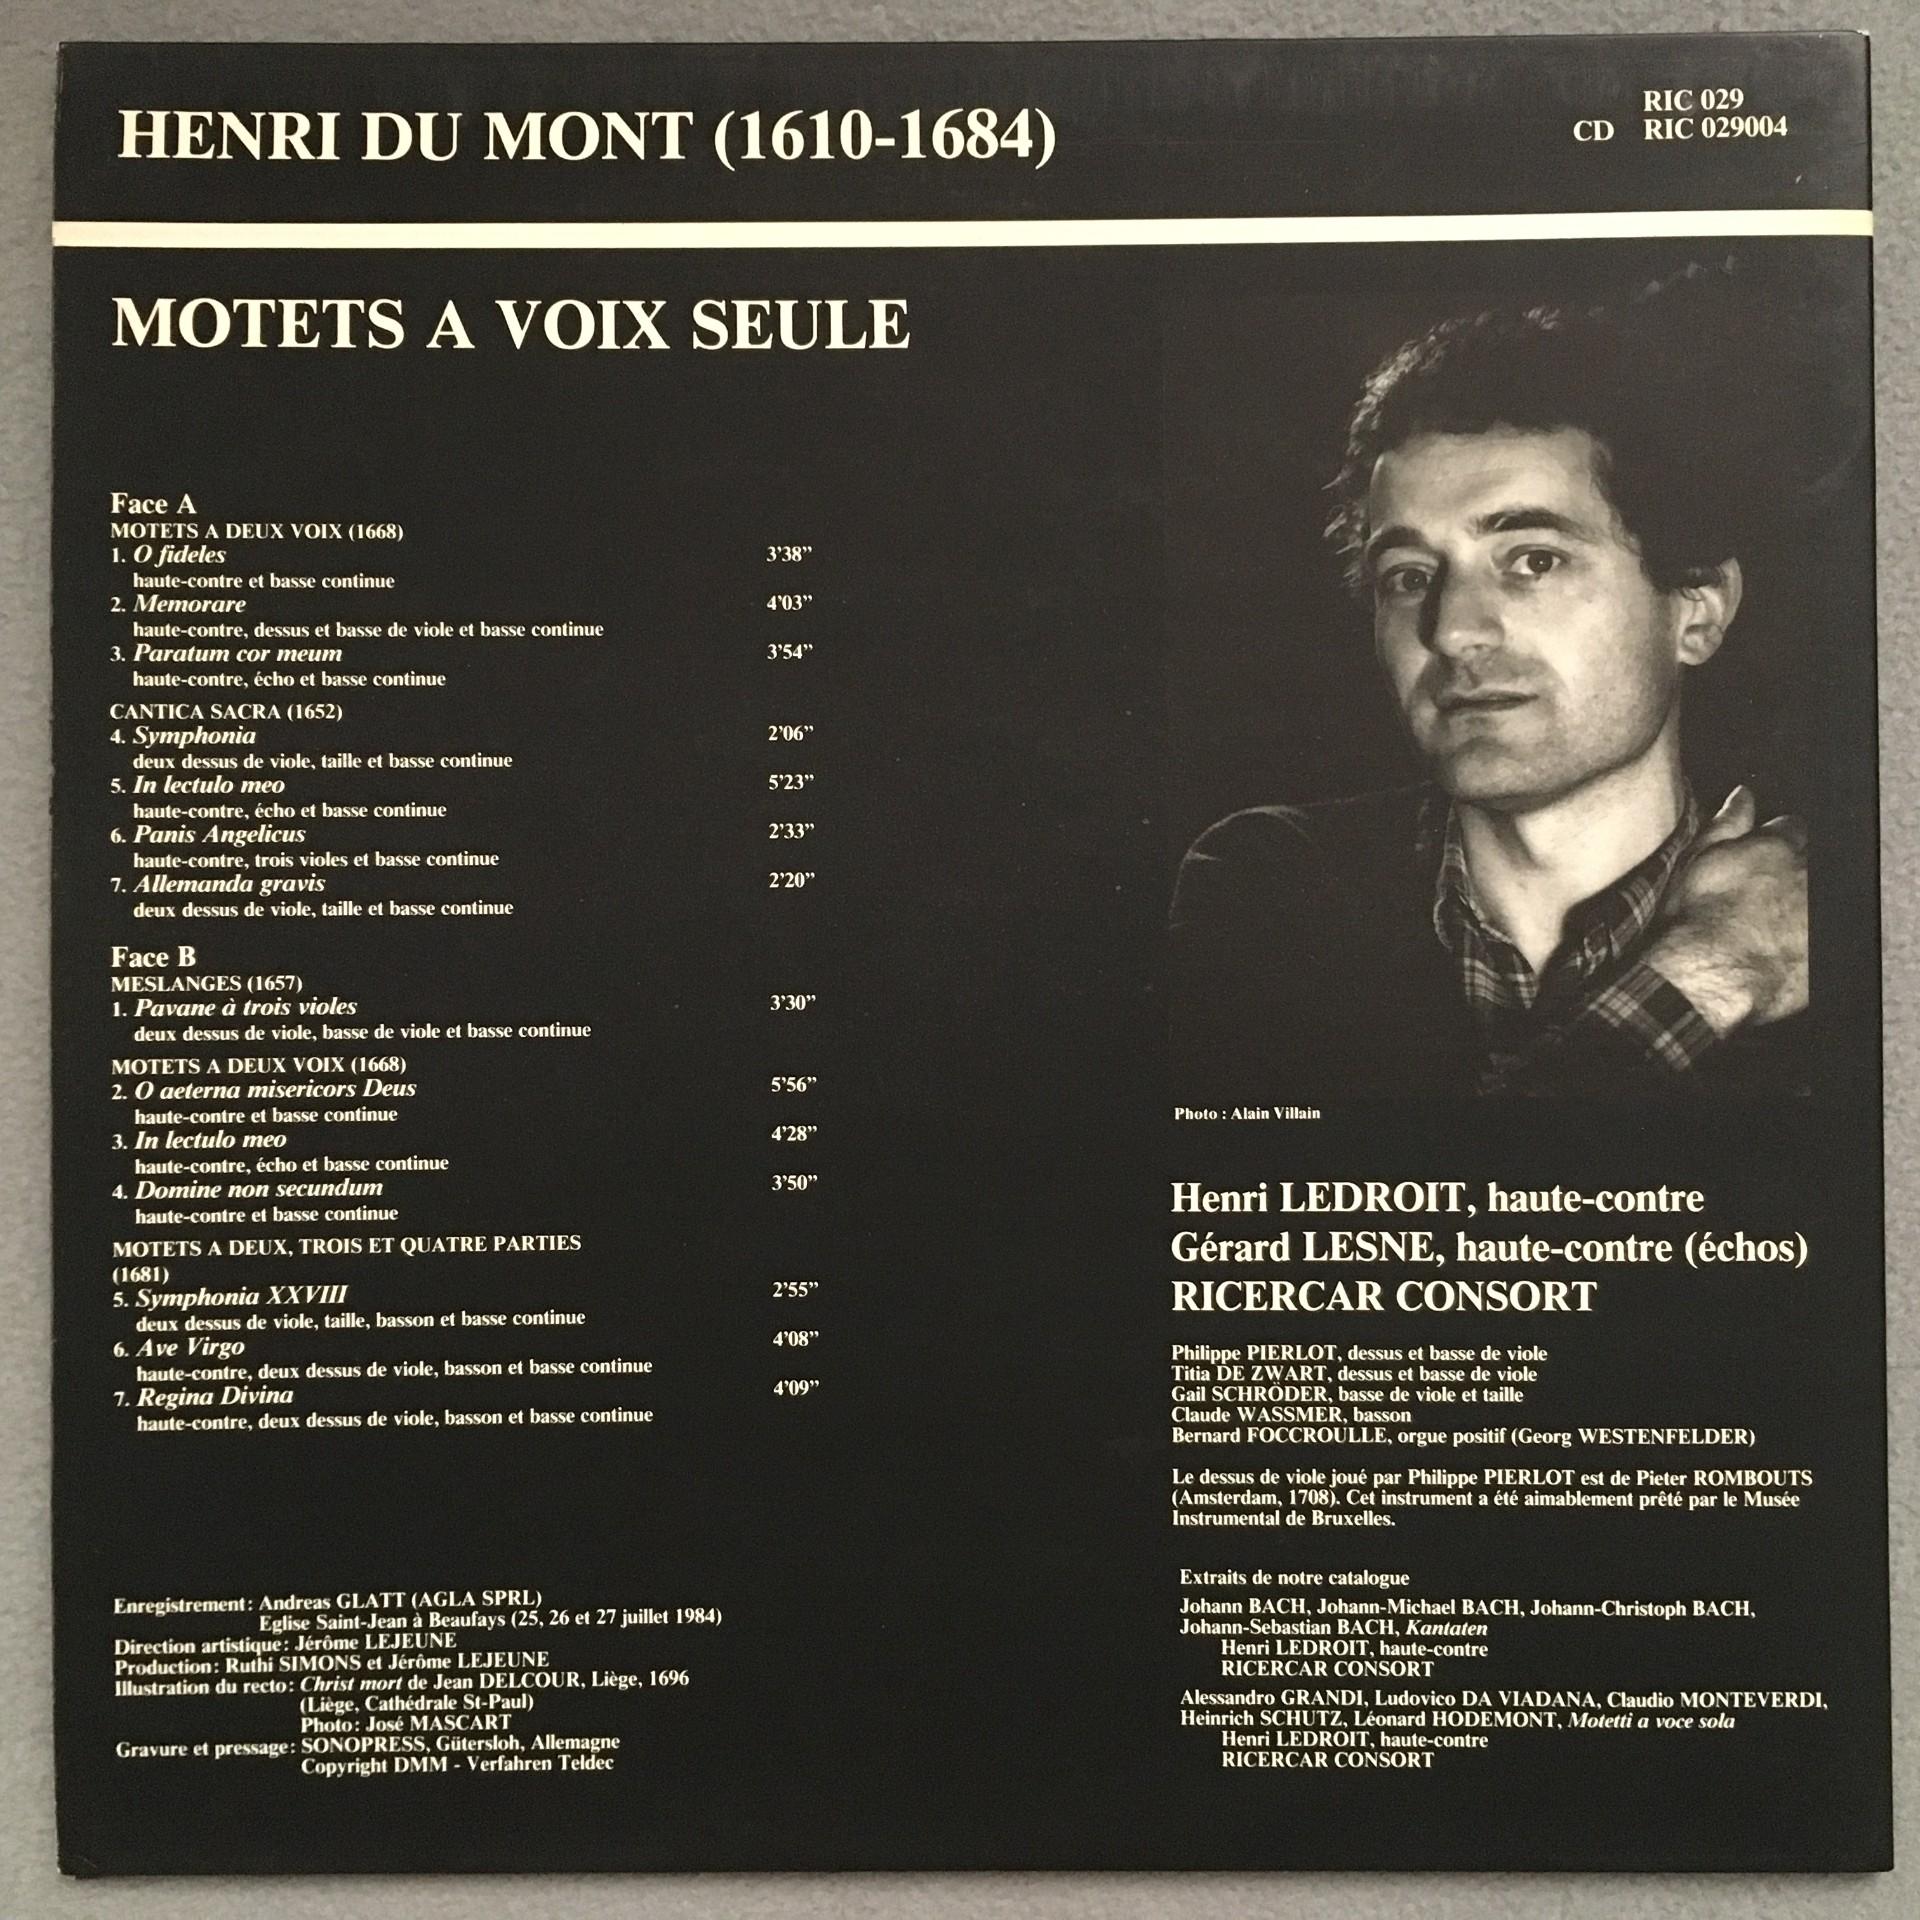 HENRI DU MONT (1610-1684)
RIC 029
CD RIC 029004
MOTETS A VOIX SEULE
Face A
MOTETS A DEUX VOIX (1668)
1. O fideles 3'38”
haute-contre et basse continue
2. Memorare 4'03”
haute-contre, dessus et basse de viole et basse continue
3. Paratum cor meum 3'54”
haute-contre, écho et basse continue
CANTICA SACRA (1652)
4. Symphonia 2'06”
deux dessus de viole, taille et basse continue
5. In lectulo meo 5'23”
haute-contre, écho et basse continue
6. Panis Angelicus 2'33”
haute-contre, trois violes et basse continue
7. Allemanda gravis 2'20”
deux dessus de viole, taille et basse continue
Face B
MESLANGES (1657)
1. Pavane à trois violes 3'30”
deux dessus de viole, basse de viole et basse continue
MOTETS A DEUX VOIX (1668)
2. O aeterna misericors Deus 5'56”
haute-contre et basse continue
3. In lectulo meo 4'28”
haute-contre, écho et basse continue
4. Domine non secundum 3'50”
haute-contre et basse continue
MOTETS A DEUX, TROIS ET QUATRE PARTIES
(1681)
5. Symphonia XXVIII 2'55”
deux dessus de viole, taille, basson et basse continue
6. Ave Virgo 4'08”
haute-contre, deux dessus de viole, basson et basse continue
7. Regina Divina 4'09”
haute-contre, deux dessus de viole, basson et basse continue
Enregistrement: Andreas GLATT (AGLA SPRL)
Eglise Saint-Jean à Beaufays (25, 26 et 27 juillet 1984)
Direction artistique: Jérôme LEJEUNE
Production: Ruthi SIMONS et Jérôme LEJEUNE
Illustration du recto: Christ mort de Jean DELCOUR, Liège, 1696
(Liège, Cathédrale St-Paul)
Photo: José MASCART
Gravure et pressage: SONOPRESS, Gütersloh, Allemagne
Copyright DMM - Verfahren Teldec
Photo : Alain Villain
Henri LEDROIT, haute-contre
Gérard LESNE, haute-contre (échos)
RICERCAR CONSORT
Philippe PIERLOT, dessus et basse de viole
Titia DE ZWART, dessus et basse de viole
Gail SCHRÖDER, basse de viole et taille
Claude WASSMER, basson
Bernard FOCCROULLE, orgue positif (Georg WESTENFELDER)
Le dessus de viole joué par Philippe PIERLOT est de Pieter ROMBOUTS
(Amsterdam, 1708). Cet instrument a été aimablement prêté par le Musée
Instrumental de Bruxelles.
Extraits de notre catalogue
Johann BACH, Johann-Michael BACH, Johann-Christoph BACH,
Johann-Sebastian BACH, Kantaten
Henri LEDROIT, haute-contre
RICERCAR CONSORT
Alessandro GRANDI, Ludovico DA VIADANA, Claudio MONTEVERDI,
Heinrich SCHUTZ, Léonard HODEMONT, Motetti a voce sola
Henri LEDROIT, haute-contre
RICERCAR CONSORT